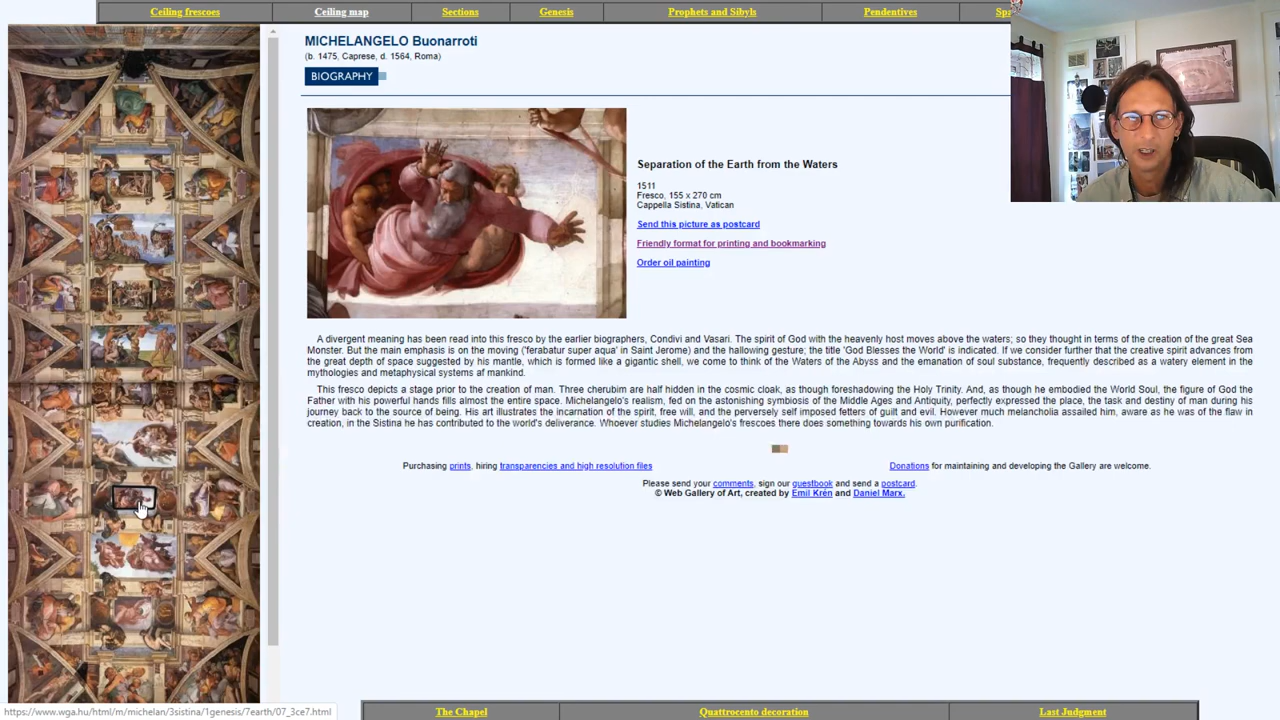 Ceiling frescoes Ceiling map Sections Genesis Prophets and Sibyls Pendentives
MICHELANGELO Buonarroti
(b. 1475, Caprese, d. 1564, Roma)
BIOGRAPHY
Separation of the Earth from the Waters
1511
Fresco, 155 x 270 cm
Cappella Sistina, Vatican
Send this picture as postcard
Friendly format for printing and bookmarking
Order oil painting
A divergent meaning has been read into this fresco by the earlier biographers, Condivi and Vasari. The spirit of God with the heavenly host moves above the waters; so they thought in terms of the creation of the great Sea
Monster. But the main emphasis is on the moving ('ferabatur super aqua' in Saint Jerome) and the hallowing gesture; the title 'God Blesses the World' is indicated. If we consider further that the creative spirit advances from
the great depth of space suggested by his mantle, which is formed like a gigantic shell, we come to think of the Waters of the Abyss and the emanation of soul substance, frequently described as a watery element in the
mythologies and metaphysical systems af mankind.
This fresco depicts a stage prior to the creation of man. Three cherubim are half hidden in the cosmic cloak, as though foreshadowing the Holy Trinity. And, as though he embodied the World Soul, the figure of God the
Father with his powerful hands fills almost the entire space. Michelangelo's realism, fed on the astonishing symbiosis of the Middle Ages and Antiquity, perfectly expressed the place, the task and destiny of man during his
journey back to the source of being. His art illustrates the incarnation of the spirit, free will, and the perversely self imposed fetters of guilt and evil. However much melancholia assailed him, aware as he was of the flaw in
creation, in the Sistina he has contributed to the world's deliverance. Whoever studies Michelangelo's frescoes there does something towards his own purification.
Purchasing prints, hiring transparencies and high resolution files Donations for maintaining and developing the Gallery are welcome.
Please send your comments, sign our guestbook and send a postcard.
© Web Gallery of Art, created by Emil Krén and Daniel Marx.
https://www.wga.hu/html/m/michelan/3sistina/1genesis/7earth/07_3ce7.html
The Chapel Quattrocento decoration Last Judgment